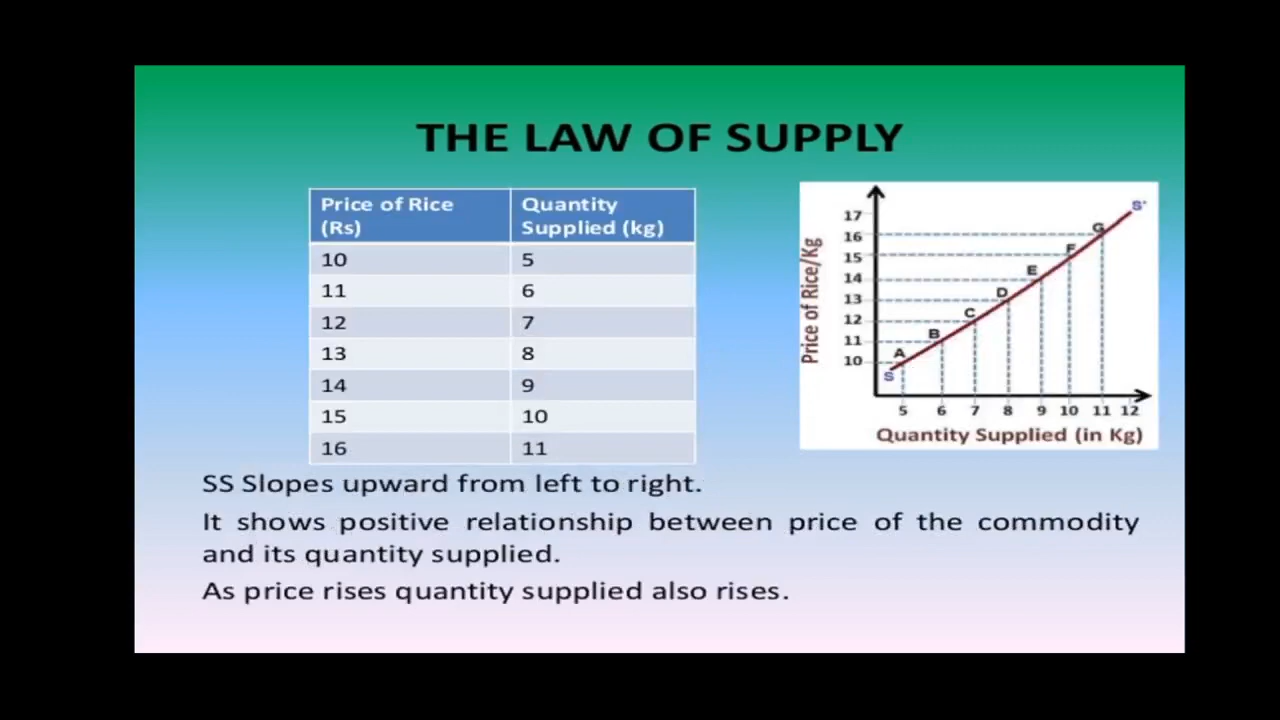 THE LAW OF SUPPLY
Price of Rice (Rs) Quantity Supplied (kg)
10 5
11 6
12 7
13 8
14 9
15 10
16 11
Price of Rice/Kg
17
16
15
14
13
12
11
10
S'
G
F
E
D
C
B
A
S
5 6 7 8 9 10 11 12
Quantity Supplied (in Kg)
SS Slopes upward from left to right.
It shows positive relationship between price of the commodity
and its quantity supplied.
As price rises quantity supplied also rises.